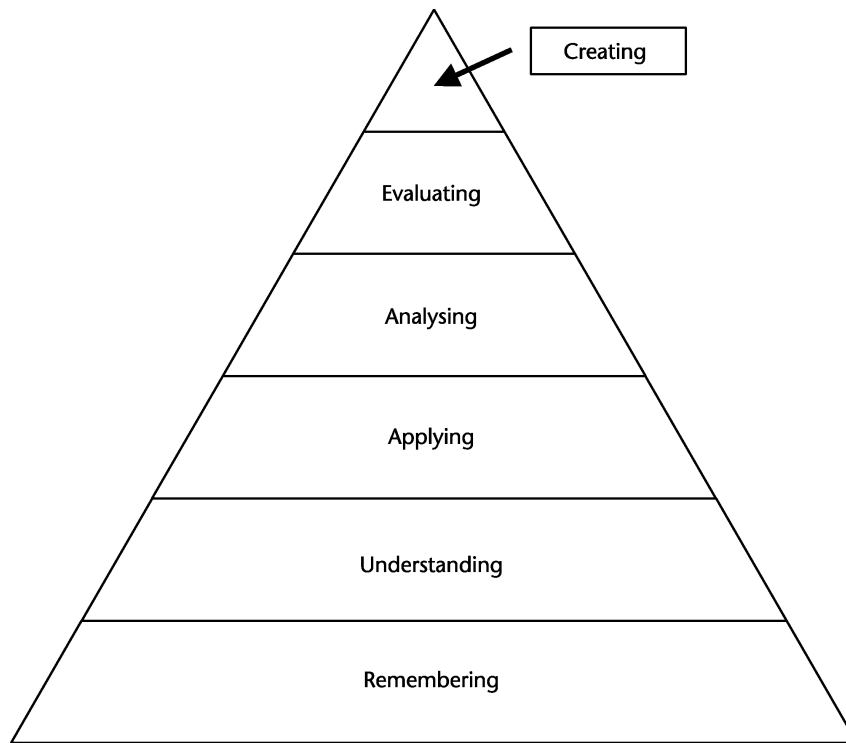 Creating
Evaluating
Analysing
Applying
Understanding
Remembering